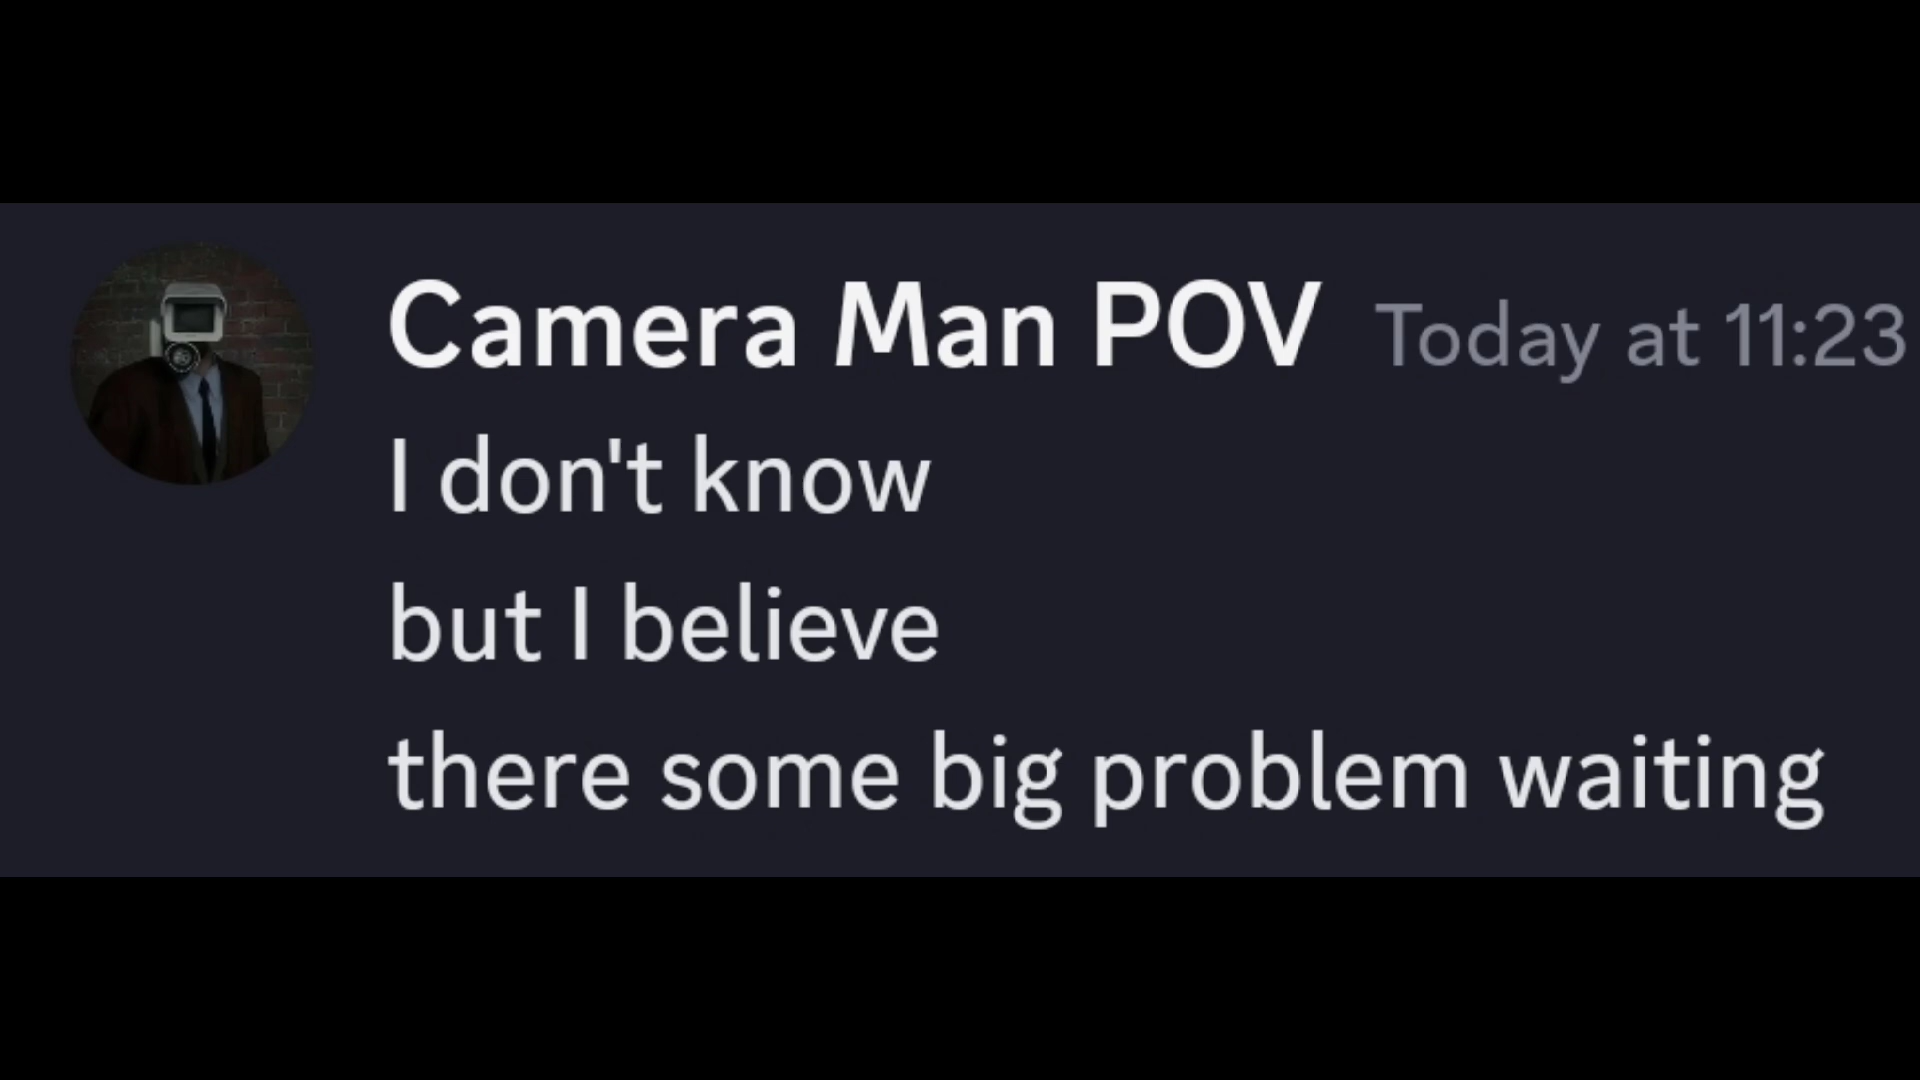 Camera Man POV Today at 11:23
I don't know
but I believe
there some big problem waiting